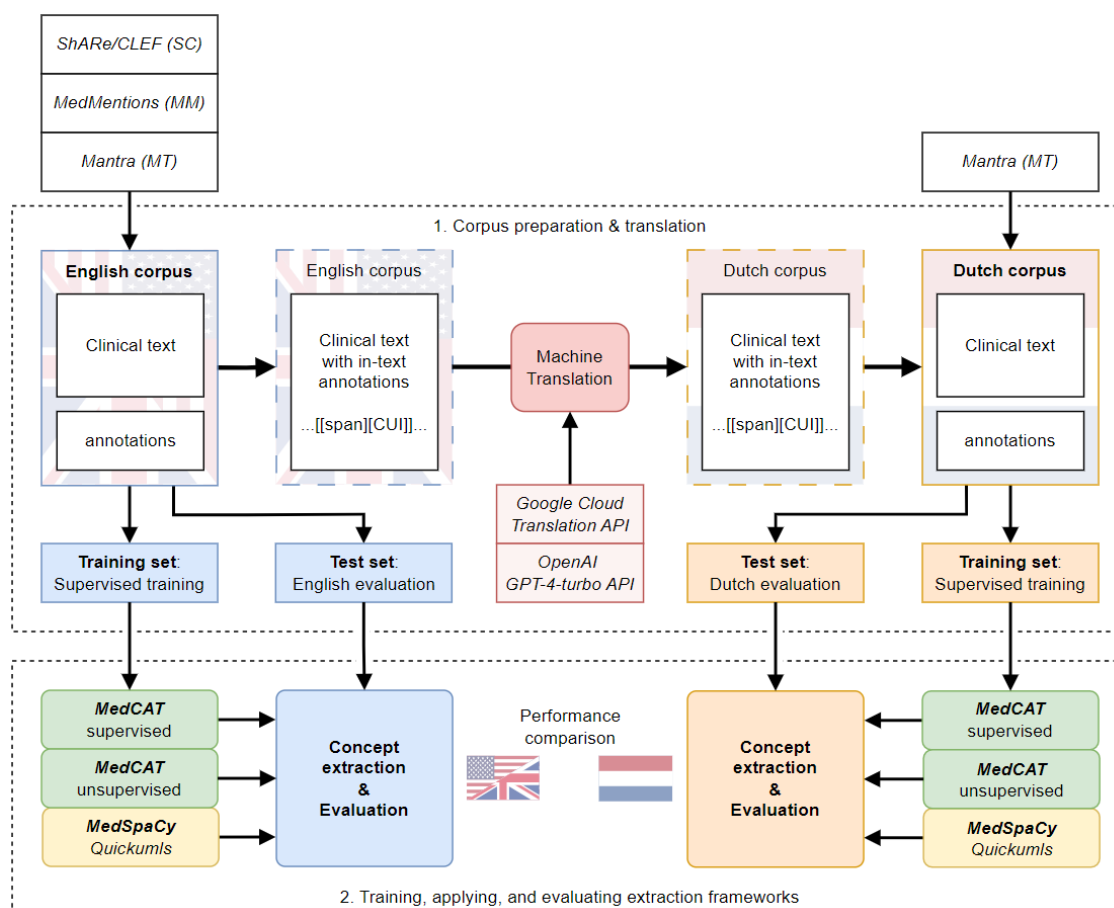 ShARe/CLEF (SC)
MedMentions (MM)
Mantra (MT)
Mantra (MT)
1. Corpus preparation & translation
English corpus
Clinical text
annotations
English corpus
Clinical text
with in-text
annotations
...[[span][CUI]]...
Machine
Translation
Google Cloud
Translation API
OpenAI
GPT-4-turbo API
Dutch corpus
Clinical text
with in-text
annotations
...[[span][CUI]]...
Dutch corpus
Clinical text
annotations
Training set:
Supervised training
Test set:
English evaluation
Test set:
Dutch evaluation
Training set:
Supervised training
MedCAT
supervised
MedCAT
unsupervised
MedSpaCy
Quickumls
Concept
extraction
&
Evaluation
Performance
comparison
Concept
extraction
&
Evaluation
MedCAT
supervised
MedCAT
unsupervised
MedSpaCy
Quickumls
2. Training, applying, and evaluating extraction frameworks